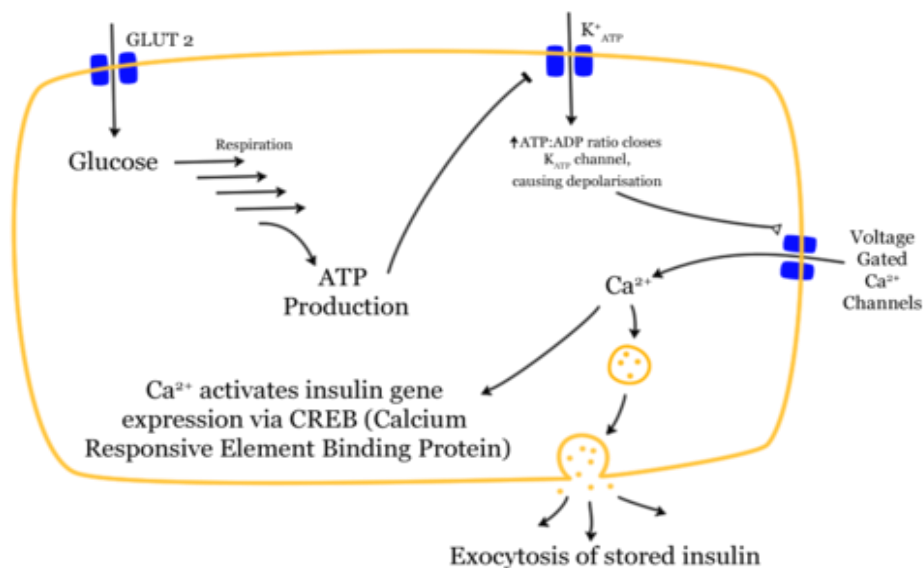 GLUT 2
K⁺ATP
Respiration
Glucose
↑ATP:ADP ratio closes
KATP channel,
causing depolarisation
Voltage
Gated
Ca²⁺
Channels
ATP
Production
Ca²⁺
Ca²⁺ activates insulin gene
expression via CREB (Calcium
Responsive Element Binding Protein)
Exocytosis of stored insulin